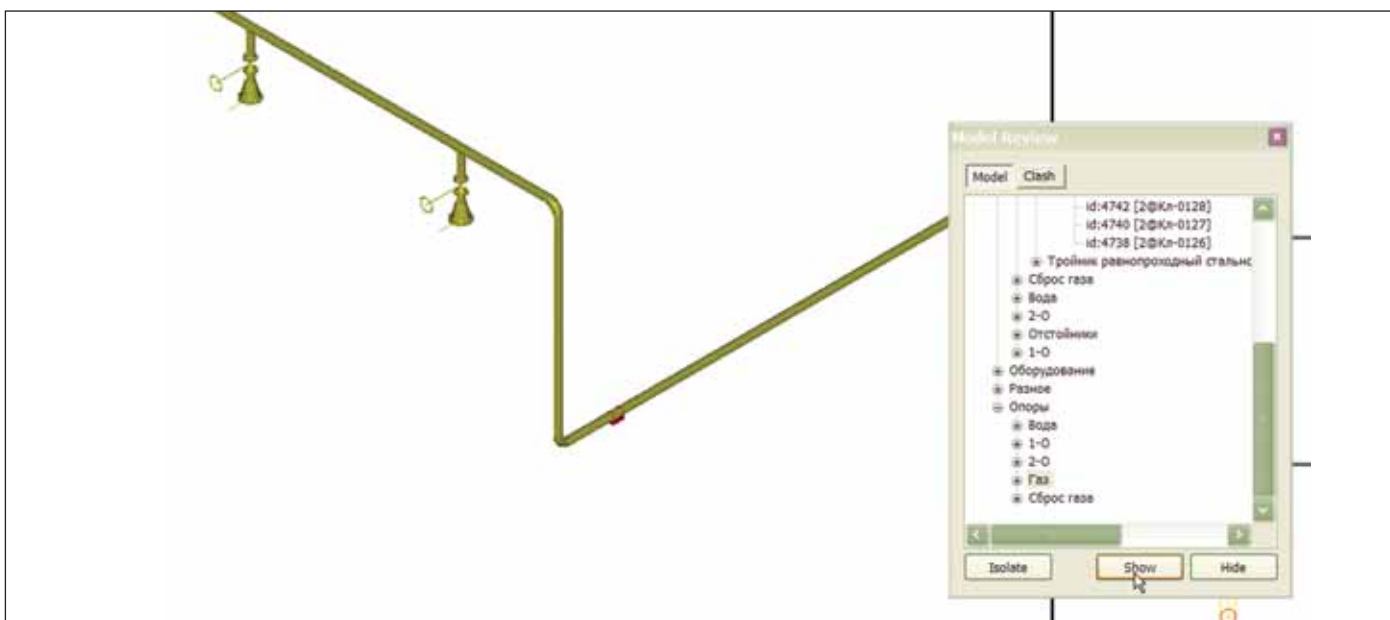 Model Review
Model Clash
id:4742 [2@Кл-0128]
id:4740 [2@Кл-0127]
id:4738 [2@Кл-0126]
Тройник равнопроходный стально
Сброс газа
Вода
2-О
Отстойники
1-О
Оборудование
Разное
Опоры
Вода
1-О
2-О
Газ
Сброс газа
Isolate Show Hide